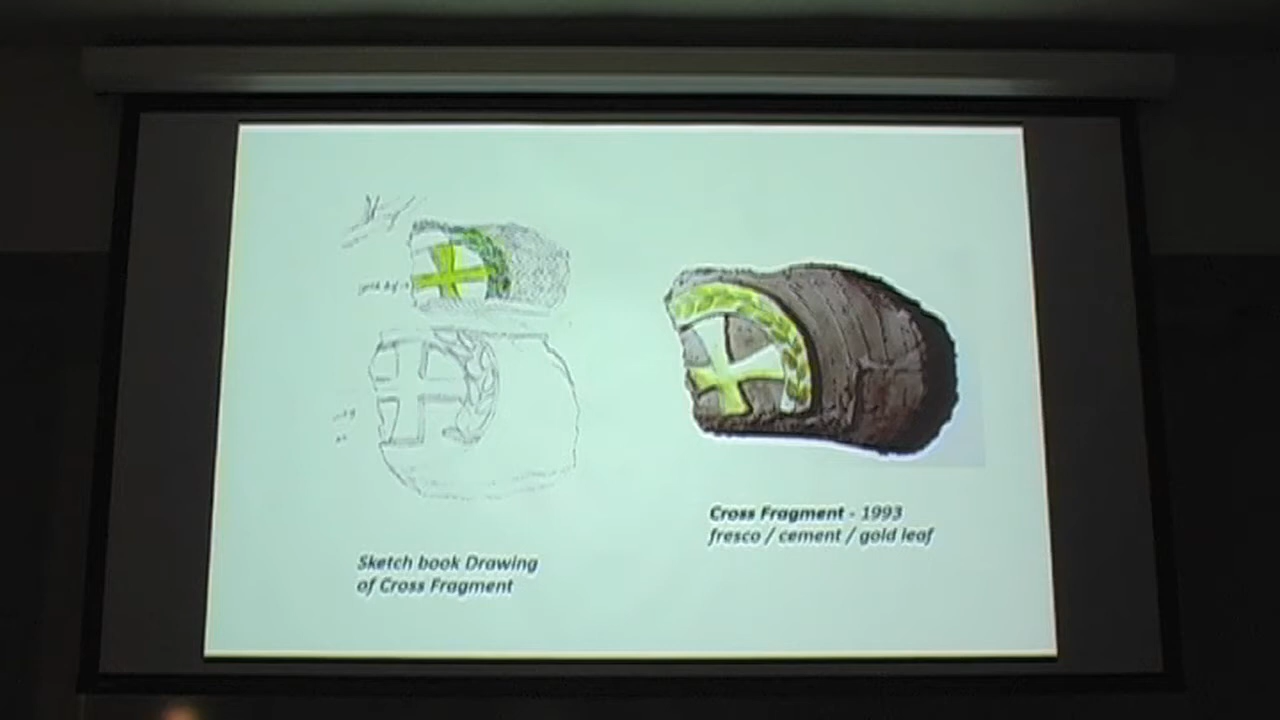 Sketch book Drawing
of Cross Fragment
Cross Fragment - 1993
fresco / cement / gold leaf